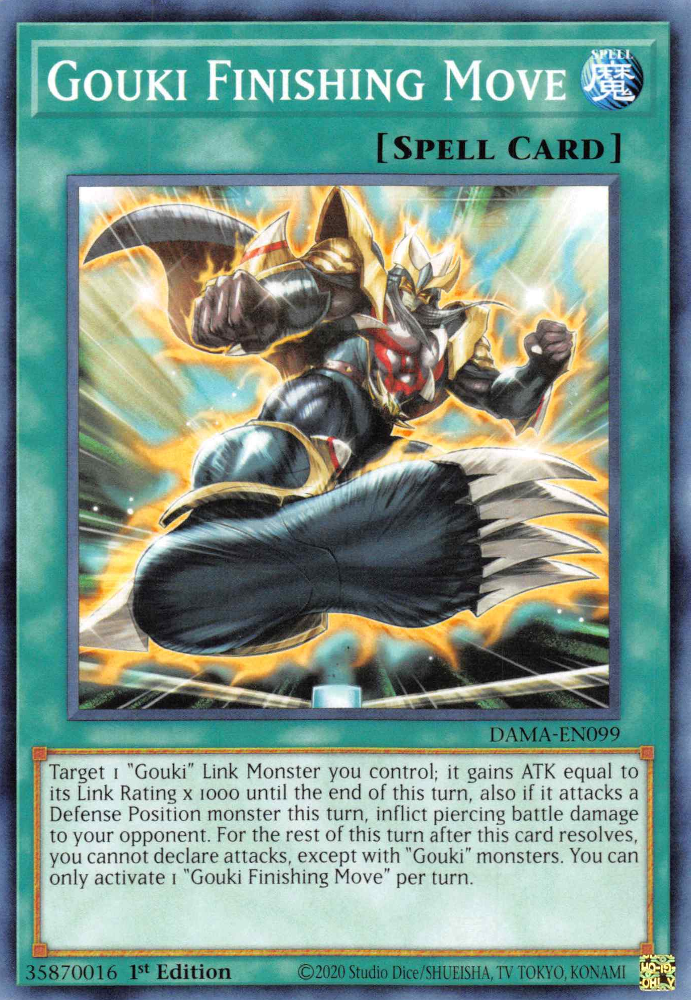 GOUKI FINISHING MOVE
SPELL
魔
[SPELL CARD]
DAMA-EN099
Target 1 "Gouki" Link Monster you control; it gains ATK equal to
its Link Rating x 1000 until the end of this turn, also if it attacks a
Defense Position monster this turn, inflict piercing battle damage
to your opponent. For the rest of this turn after this card resolves,
you cannot declare attacks, except with "Gouki" monsters. You can
only activate 1 "Gouki Finishing Move" per turn.
35870016 1st Edition ©2020 Studio Dice/SHUEISHA, TV TOKYO, KONAMI